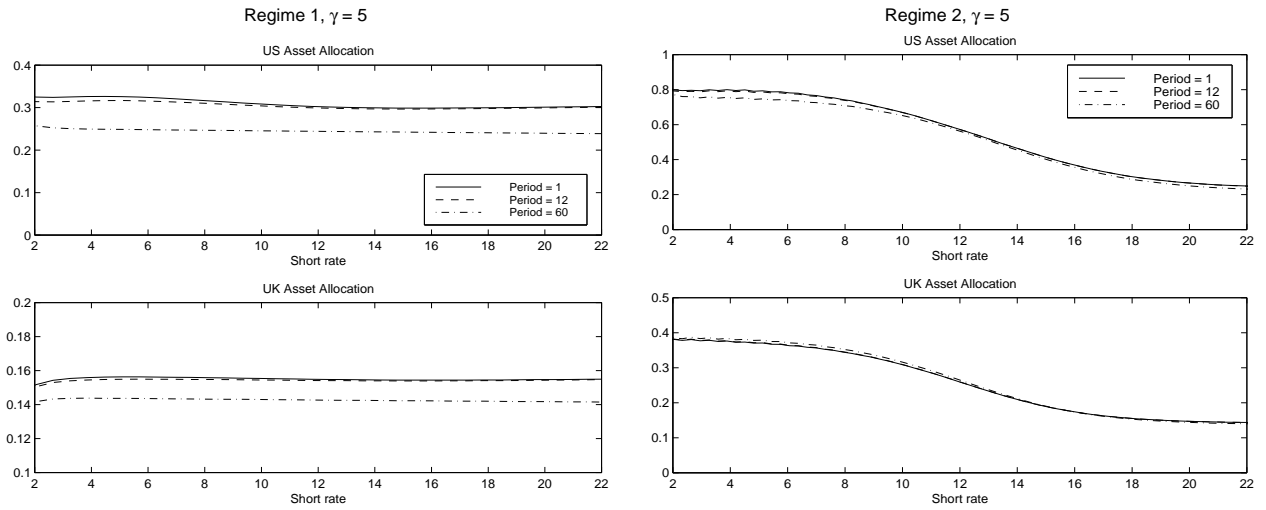 Regime 1, γ = 5
US Asset Allocation
0.4
0.3
0.2
0.1
0
2 4 6 8 10 12 14 16 18 20 22
Short rate
Period = 1
Period = 12
Period = 60
UK Asset Allocation
0.2
0.18
0.16
0.14
0.12
0.1
2 4 6 8 10 12 14 16 18 20 22
Short rate
Regime 2, γ = 5
US Asset Allocation
1
0.8
0.6
0.4
0.2
0
2 4 6 8 10 12 14 16 18 20 22
Short rate
Period = 1
Period = 12
Period = 60
UK Asset Allocation
0.5
0.4
0.3
0.2
0.1
0
2 4 6 8 10 12 14 16 18 20 22
Short rate